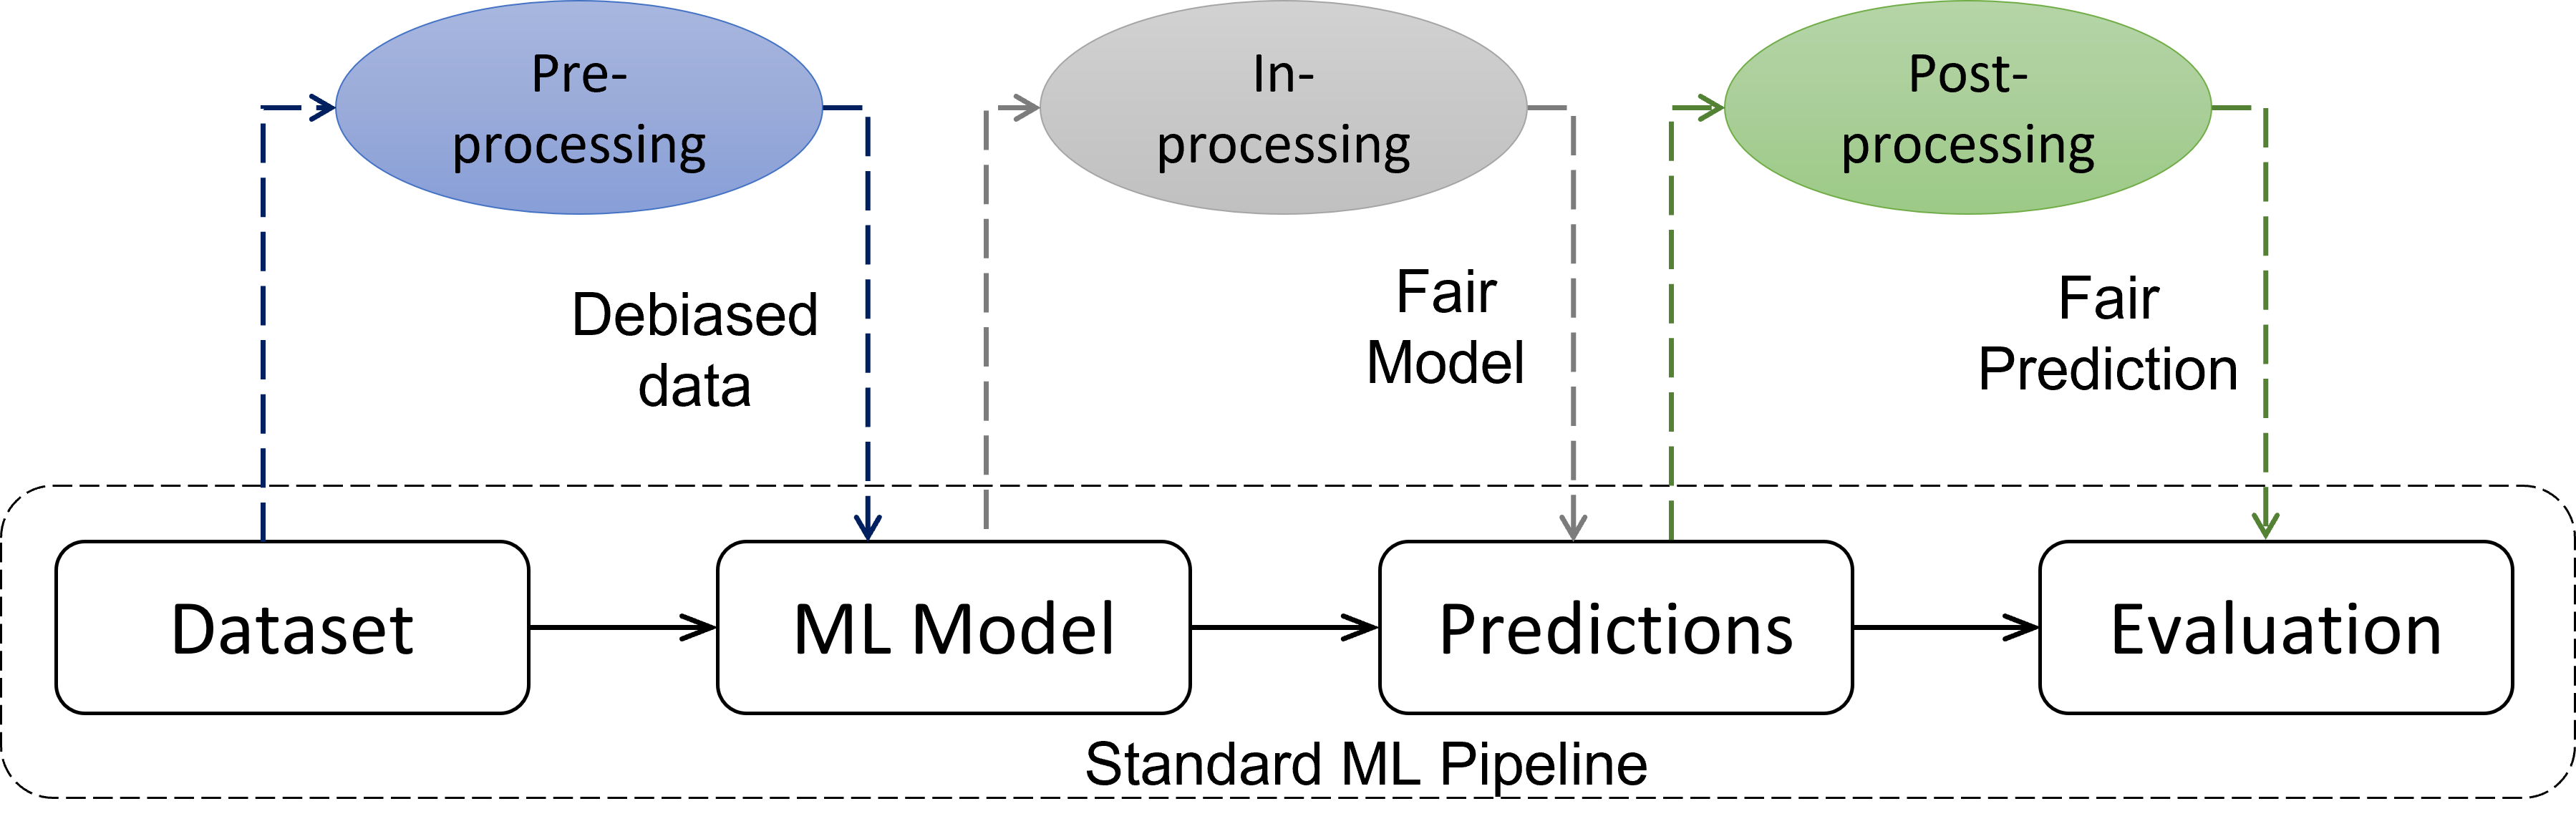 Pre-
processing
In-
processing
Post-
processing
Debiased
data
Fair
Model
Fair
Prediction
Dataset
ML Model
Predictions
Evaluation
Standard ML Pipeline